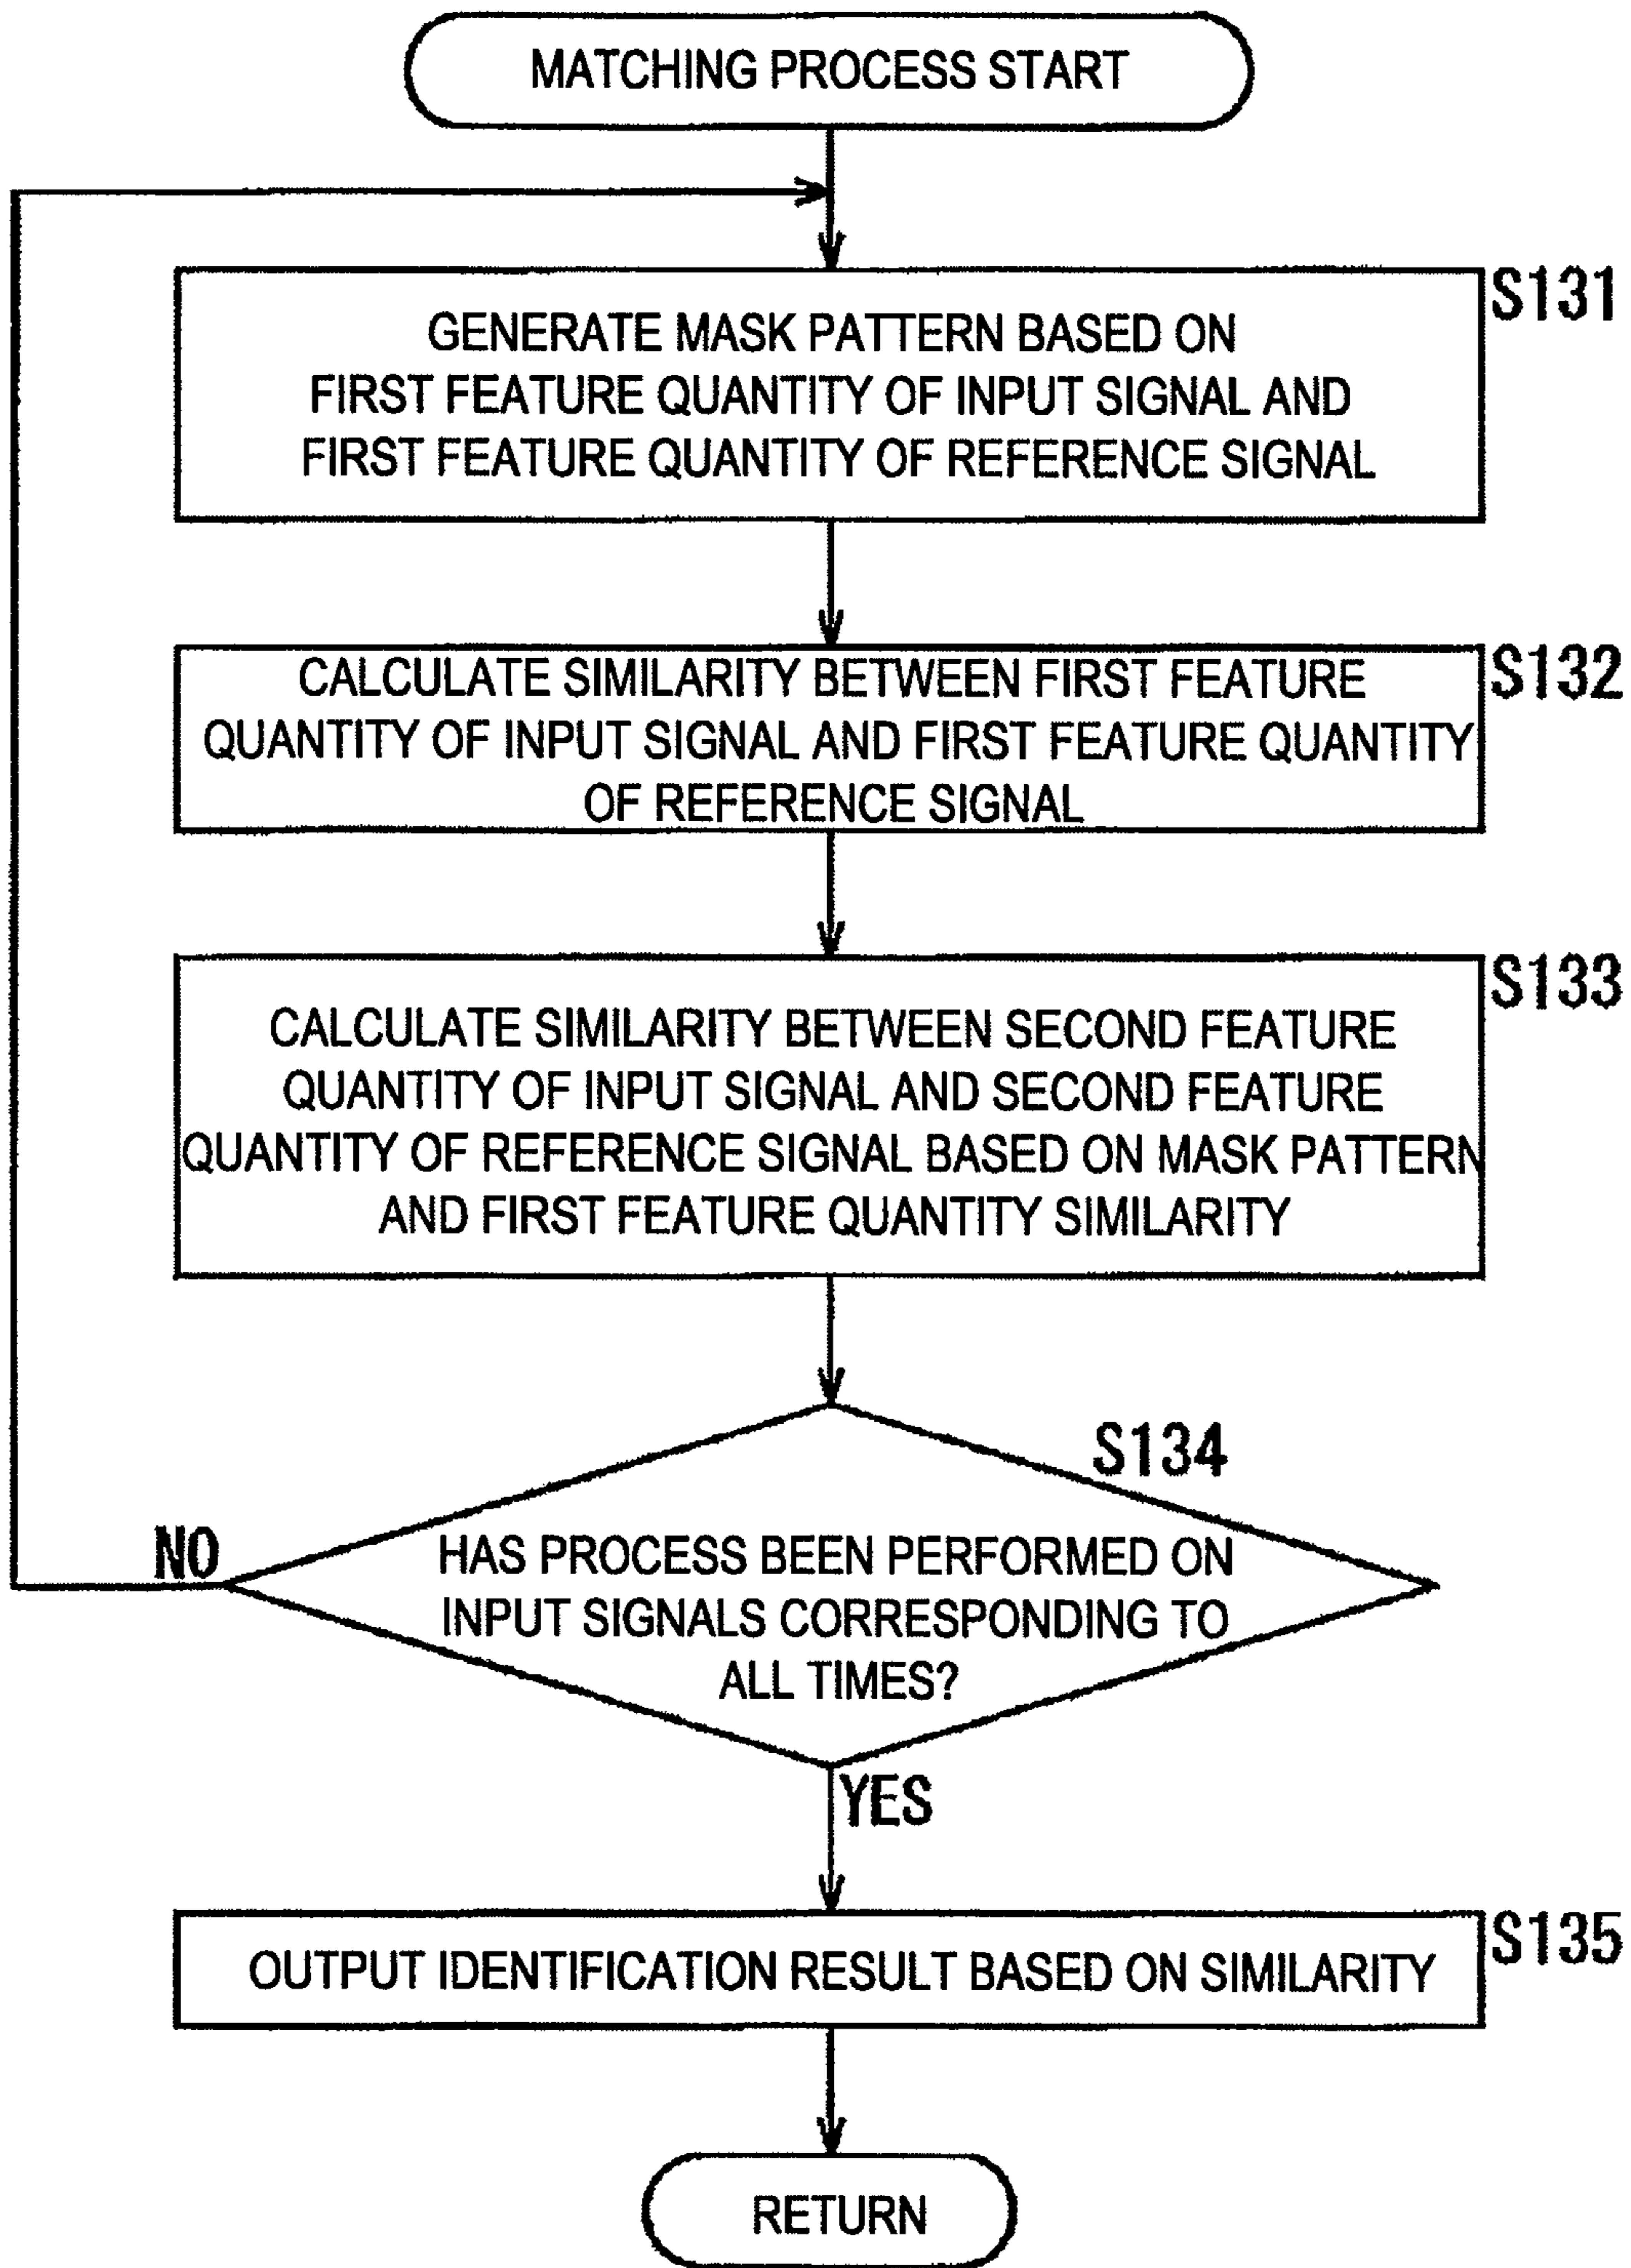 MATCHING PROCESS START
S131
GENERATE MASK PATTERN BASED ON
FIRST FEATURE QUANTITY OF INPUT SIGNAL AND
FIRST FEATURE QUANTITY OF REFERENCE SIGNAL
S132
CALCULATE SIMILARITY BETWEEN FIRST FEATURE
QUANTITY OF INPUT SIGNAL AND FIRST FEATURE QUANTITY
OF REFERENCE SIGNAL
S133
CALCULATE SIMILARITY BETWEEN SECOND FEATURE
QUANTITY OF INPUT SIGNAL AND SECOND FEATURE
QUANTITY OF REFERENCE SIGNAL BASED ON MASK PATTERN
AND FIRST FEATURE QUANTITY SIMILARITY
S134
NO
HAS PROCESS BEEN PERFORMED ON
INPUT SIGNALS CORRESPONDING TO
ALL TIMES?
YES
S135
OUTPUT IDENTIFICATION RESULT BASED ON SIMILARITY
RETURN